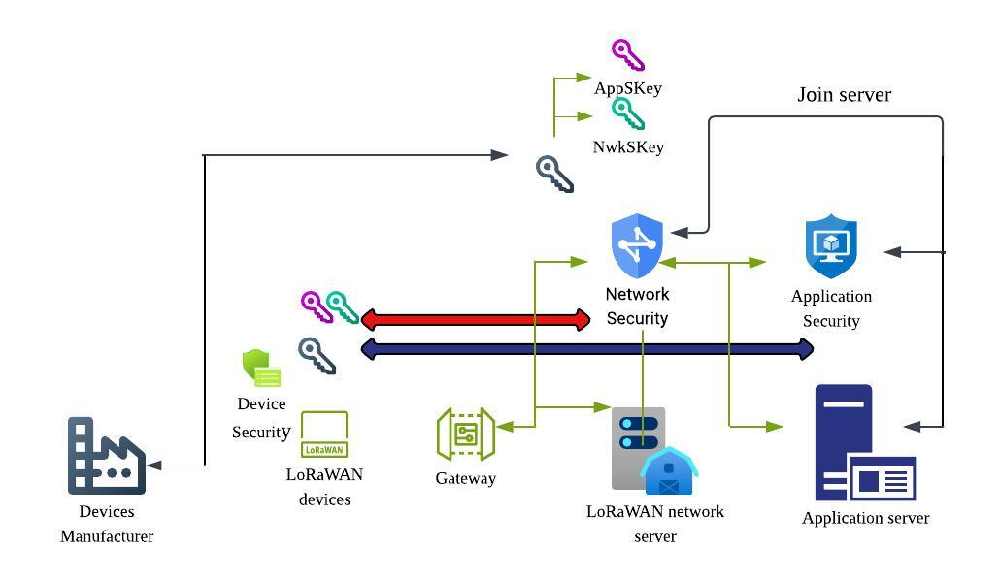 AppSKey
Join server
NwkSKey
Network
Security
Application
Security
Device
Security
LoRaWAN
LoRaWAN
devices
Gateway
Devices
Manufacturer
LoRaWAN network
server
Application server